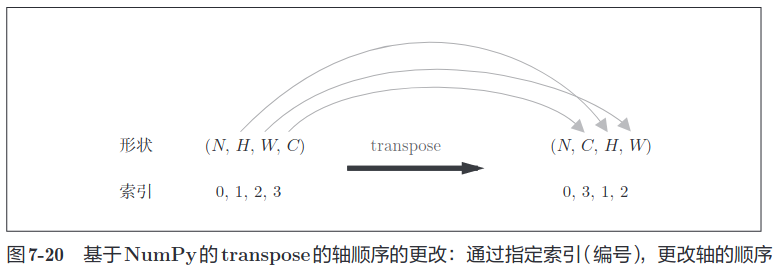 形状 (N, H, W, C) transpose (N, C, H, W)
索引 0, 1, 2, 3 0, 3, 1, 2
图7-20 基于NumPy的transpose的轴顺序的更改：通过指定索引(编号)，更改轴的顺序